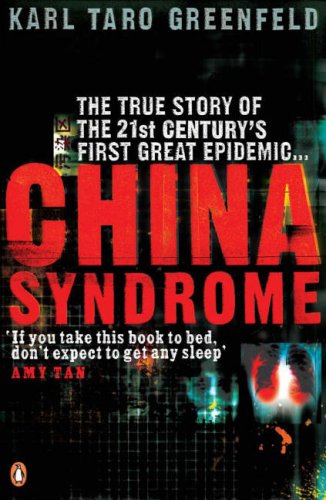 KARL TARO GREENFELD
THE TRUE STORY OF
THE 21st CENTURY'S
FIRST GREAT EPIDEMIC...
CHINA
SYNDROME
'If you take this book to bed,
don't expect to get any sleep'
AMY TAN